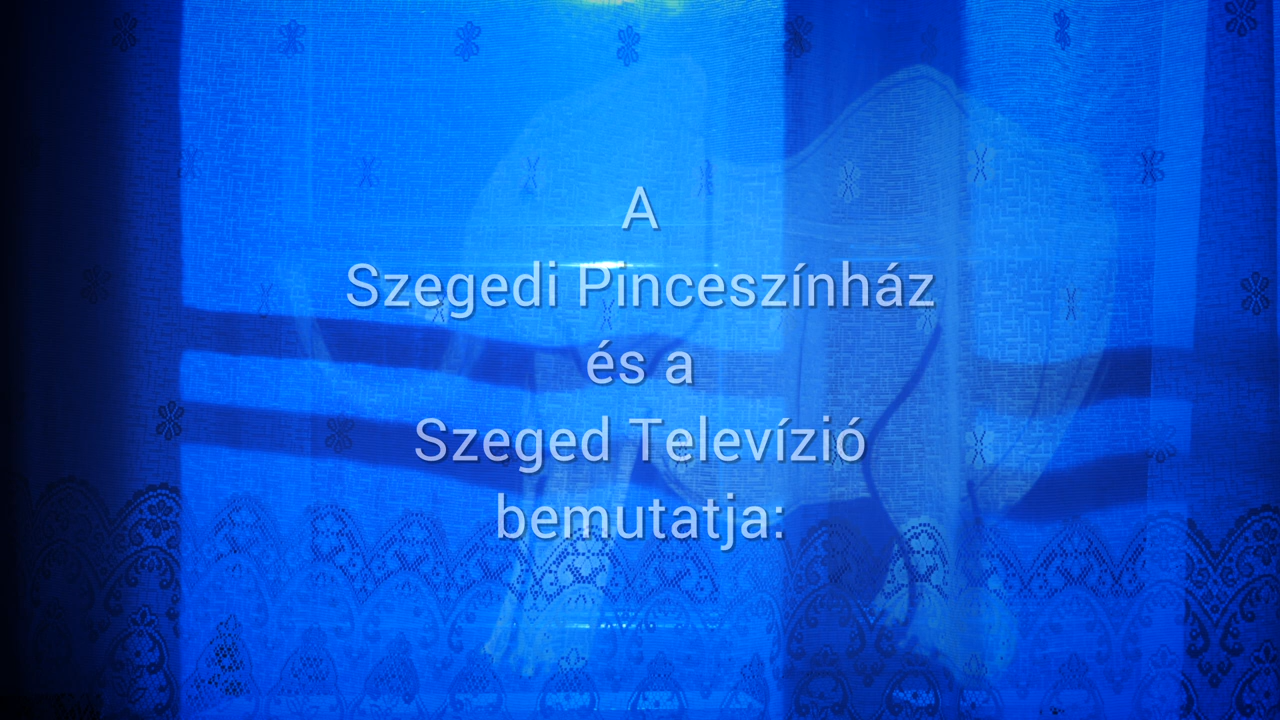 A
Szegedi Pinceszínház
és a
Szeged Televízió
bemutatja: